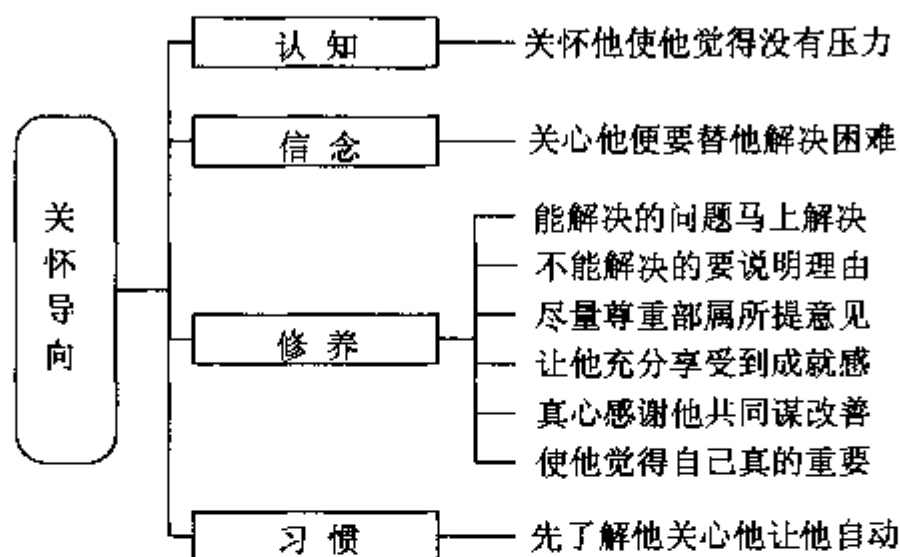 关怀导向
认知
关怀他使他觉得没有压力
信念
关心他便要替他解决困难
修养
能解决的问题马上解决
不能解决的要说明理由
尽量尊重部属所提意见
让他充分享受到成就感
真心感谢他共同谋改善
使他觉得自己真的重要
习惯
先了解他关心他让他自动